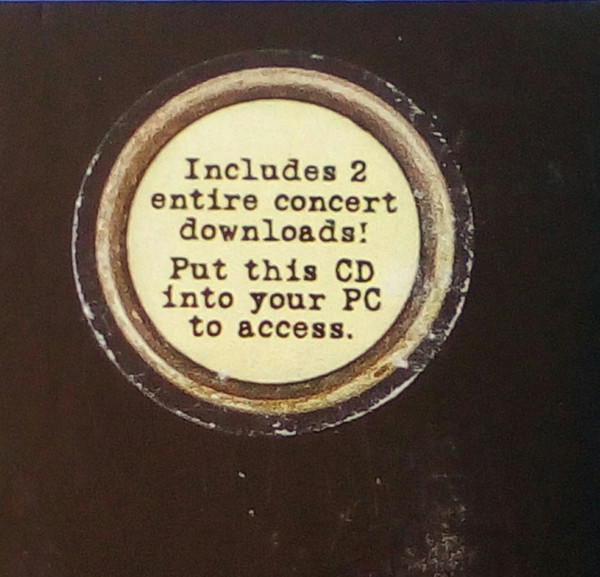 Includes 2
entire concert
downloads!
Put this CD
into your PC
to access.